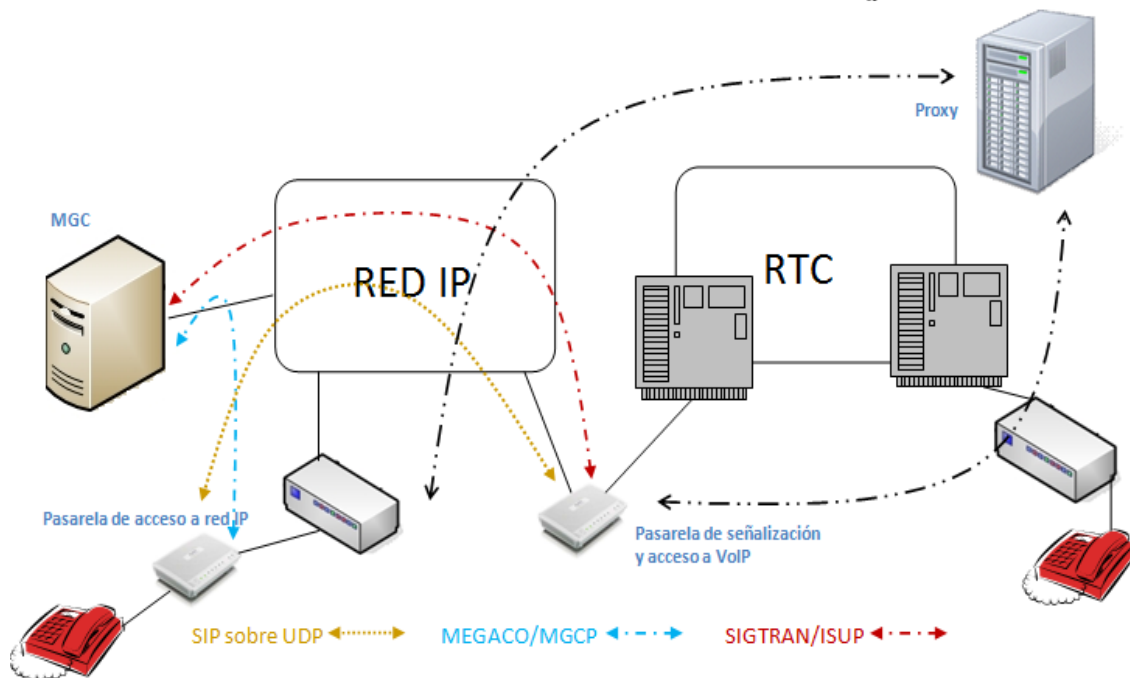 Proxy
MGC
RED IP
RTC
Pasarela de acceso a red IP
Pasarela de señalización
y acceso a VoIP
SIP sobre UDP
MEGACO/MGCP
SIGTRAN/ISUP